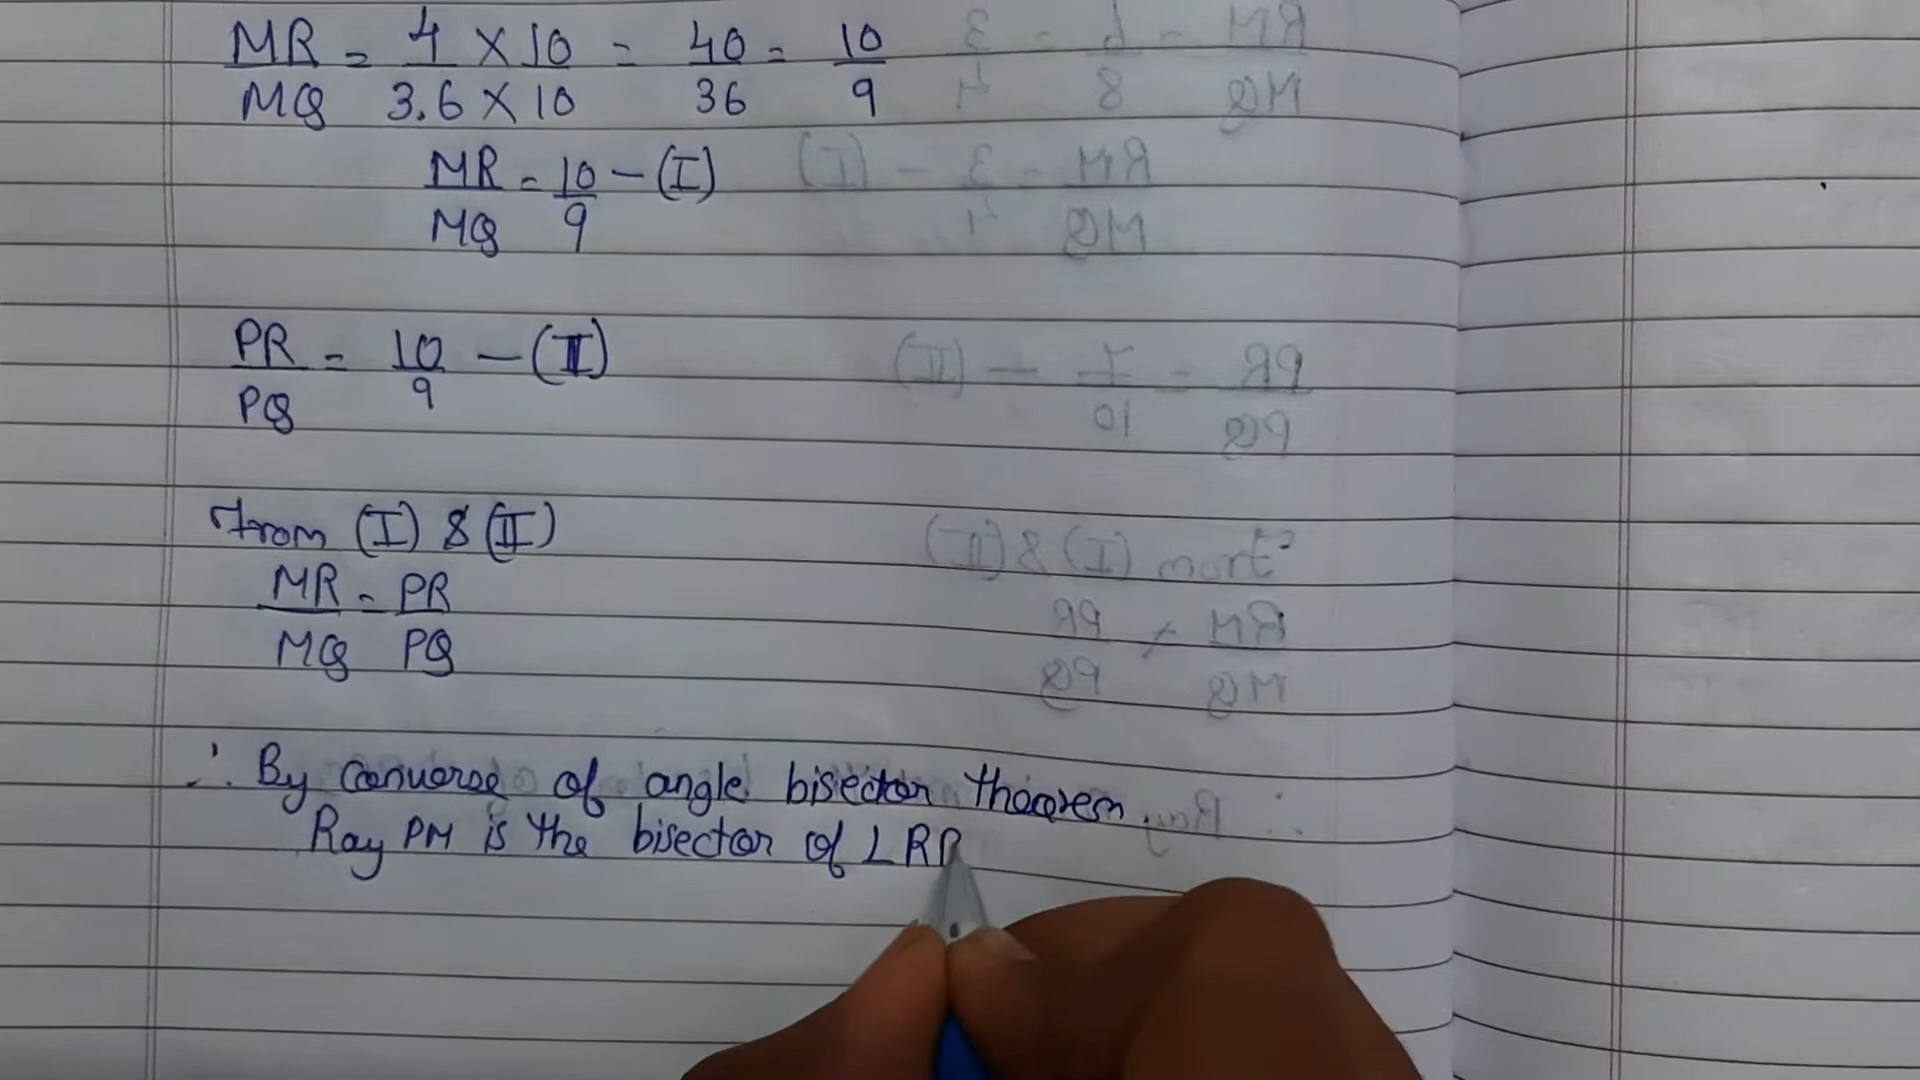 MR = 4 × 10 = 40 = 10
MQ 3.6 × 10 36 9
MR = 10 - (I)
MQ 9
PR = 10 - (II)
PQ 9
From (I) & (II)
MR = PR
MQ PQ
∴ By converse of angle bisector theorem.
Ray PM is the bisector of ∠RP